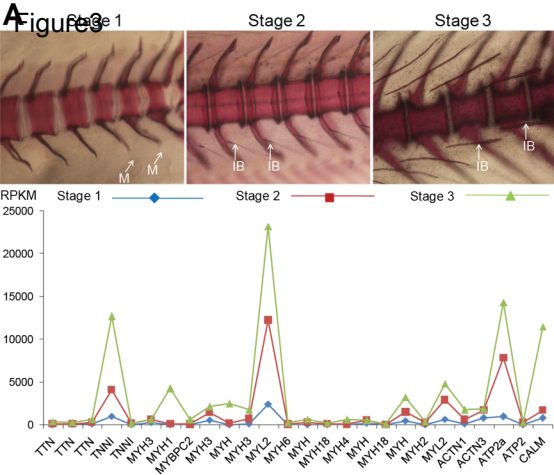 A
Figure3
Stage 1
Stage 2
Stage 3
M
M
IB
IB
IB
IB
RPKM
Stage 1
Stage 2
Stage 3
25000
20000
15000
10000
5000
0
TTN
TTN
TTN
TNNI
TNNI
MYH3
MYH1
MYBPC2
MYH3
MYH
MYH3
MYL2
MYH6
MYH
MYH18
MYH4
MYH
MYH18
MYH
MYH2
MYL2
ACTN1
ACTN3
ATP2a
ATP2
CALM